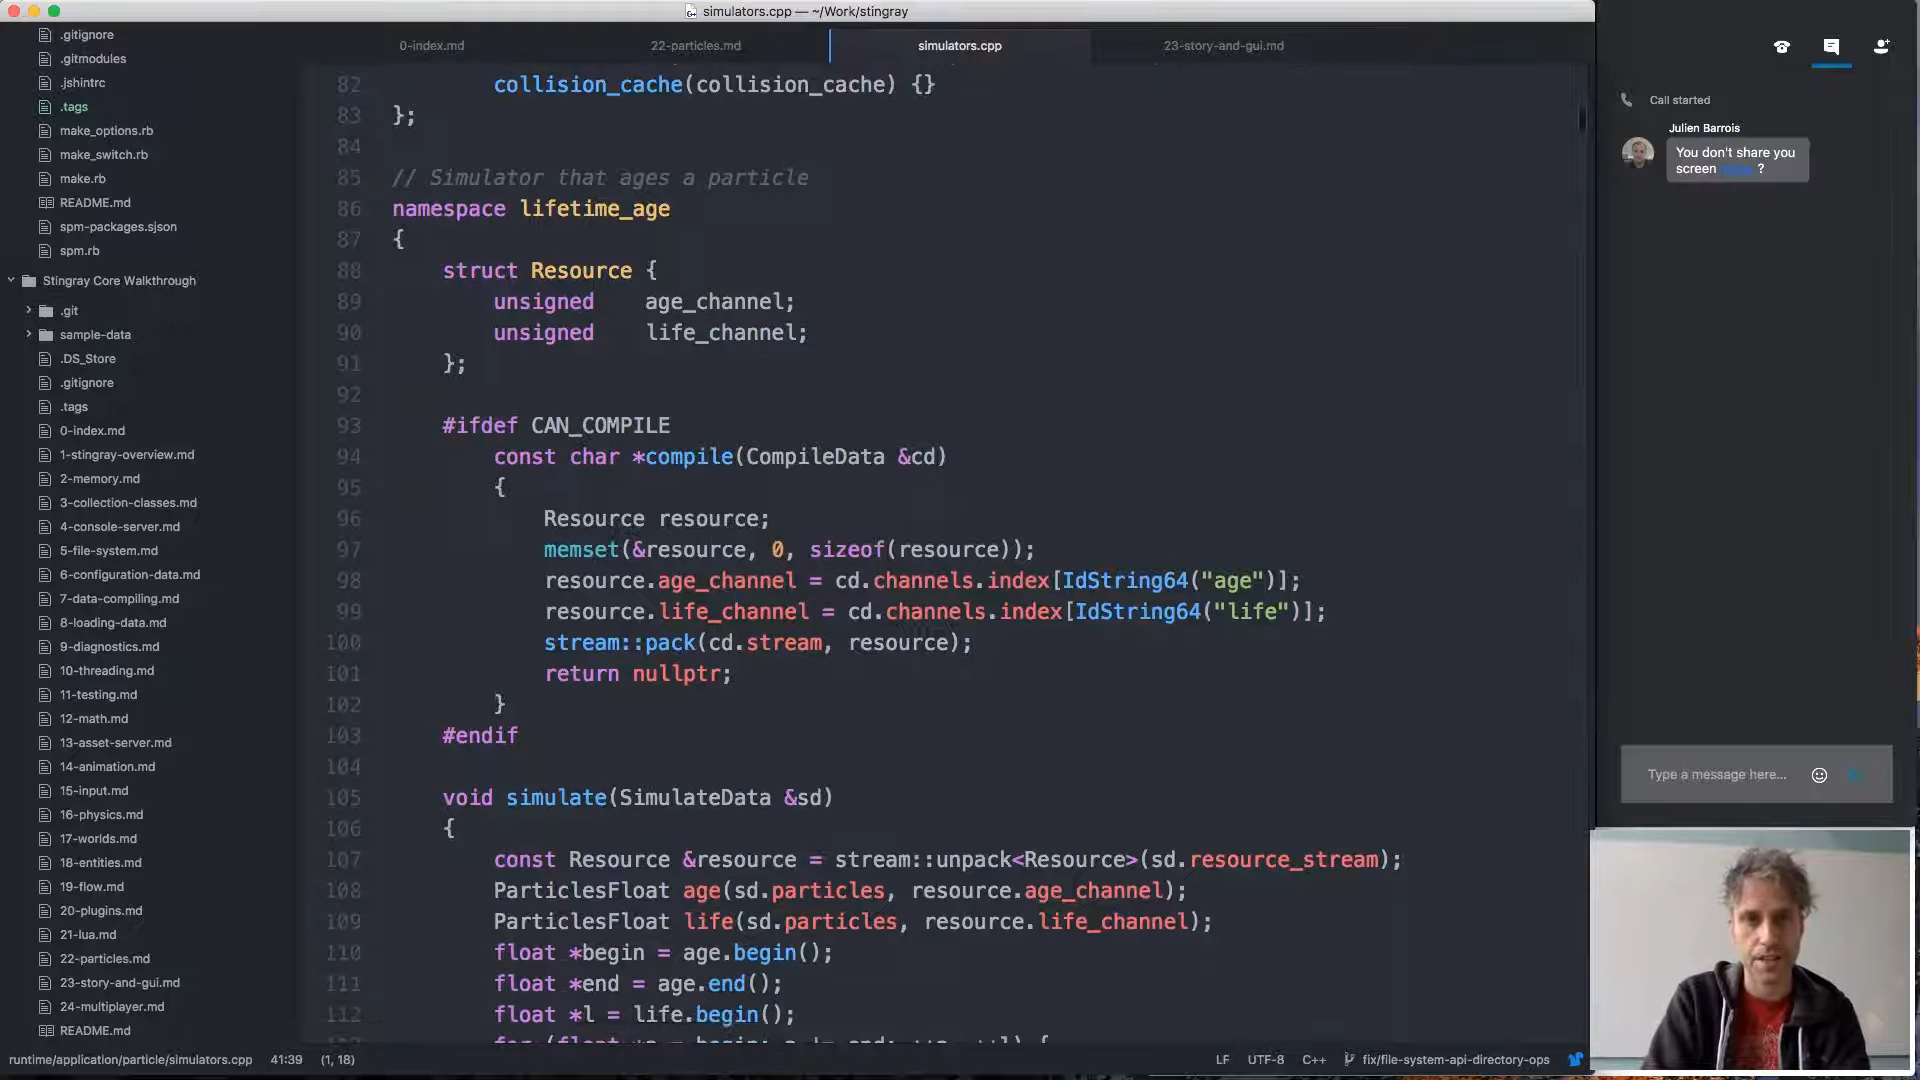 simulators.cpp — ~/Work/stingray
0-index.md
22-particles.md
simulators.cpp
23-story-and-gui.md
.gitignore
.gitmodules
.jshintrc
.tags
make_options.rb
make_switch.rb
make.rb
README.md
spm-packages.sjson
spm.rb
Stingray Core Walkthrough
.git
sample-data
.DS_Store
.gitignore
.tags
0-index.md
1-stingray-overview.md
2-memory.md
3-collection-classes.md
4-console-server.md
5-file-system.md
6-configuration-data.md
7-data-compiling.md
8-loading-data.md
9-diagnostics.md
10-threading.md
11-testing.md
12-math.md
13-asset-server.md
14-animation.md
15-input.md
16-physics.md
17-worlds.md
18-entities.md
19-flow.md
20-plugins.md
21-lua.md
22-particles.md
23-story-and-gui.md
24-multiplayer.md
README.md
82 collision_cache(collision_cache) {}
83 };
84
85 // Simulator that ages a particle
86 namespace lifetime_age
87 {
88 struct Resource {
89 unsigned age_channel;
90 unsigned life_channel;
91 };
92
93 #ifdef CAN_COMPILE
94 const char *compile(CompileData &cd)
95 {
96 Resource resource;
97 memset(&resource, 0, sizeof(resource));
98 resource.age_channel = cd.channels.index[IdString64("age")];
99 resource.life_channel = cd.channels.index[IdString64("life")];
100 stream::pack(cd.stream, resource);
101 return nullptr;
102 }
103 #endif
104
105 void simulate(SimulateData &sd)
106 {
107 const Resource &resource = stream::unpack<Resource>(sd.resource_stream);
108 ParticlesFloat age(sd.particles, resource.age_channel);
109 ParticlesFloat life(sd.particles, resource.life_channel);
110 float *begin = age.begin();
111 float *end = age.end();
112 float *l = life.begin();
runtime/application/particle/simulators.cpp 41:39 (1, 18)
LF UTF-8 C++ fix/file-system-api-directory-ops
Call started
Julien Barrois
You don't share you
screen ?
Type a message here...